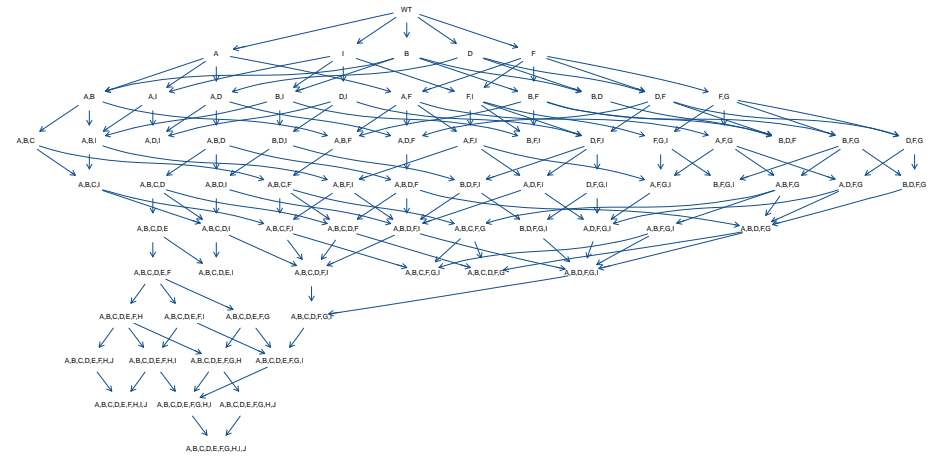 WT
A I B D F
A,B A,I A,D B,I D,I A,F F,I B,F B,D D,F F,G
A,B,C A,B,I A,D,I A,B,D B,D,I A,B,F A,D,F A,F,I B,F,I D,F,I F,G,I A,F,G B,D,F B,F,G D,F,G
A,B,C,I A,B,C,D A,B,D,I A,B,C,F A,B,F,I A,B,D,F B,D,F,I A,D,F,I D,F,G,I A,F,G,I B,F,G,I A,B,F,G A,D,F,G B,D,F,G
A,B,C,D,E A,B,C,D,I A,B,C,F,I A,B,C,D,F A,B,D,F,I A,B,C,F,G B,D,F,G,I A,D,F,G,I A,B,F,G,I A,B,D,F,G
A,B,C,D,E,F A,B,C,D,E,I A,B,C,D,F,I A,B,C,F,G,I A,B,C,D,F,G A,B,D,F,G,I
A,B,C,D,E,F,H A,B,C,D,E,F,I A,B,C,D,E,F,G A,B,C,D,F,G,I
A,B,C,D,E,F,H,J A,B,C,D,E,F,H,I A,B,C,D,E,F,G,H A,B,C,D,E,F,G,I
A,B,C,D,E,F,H,I,J A,B,C,D,E,F,G,H,I A,B,C,D,E,F,G,H,J
A,B,C,D,E,F,G,H,I,J